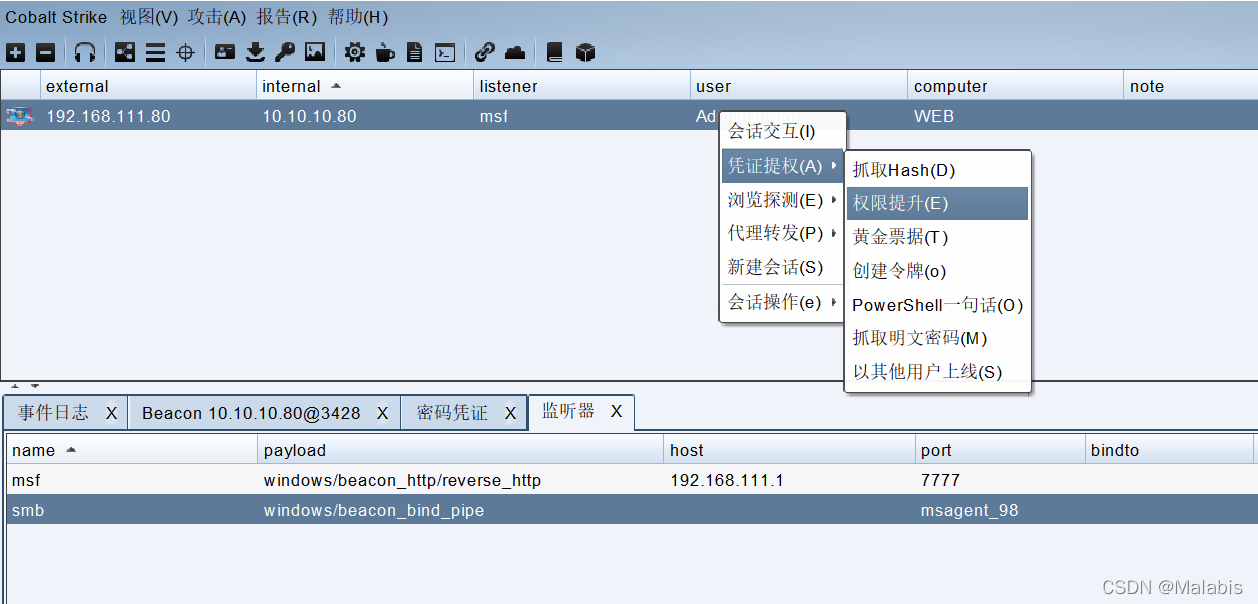 Cobalt Strike 视图(V) 攻击(A) 报告(R) 帮助(H)
external internal listener user computer note
192.168.111.80 10.10.10.80 msf WEB
会话交互(I)
凭证提权(A)
浏览探测(E)
代理转发(P)
新建会话(S)
会话操作(e)
抓取Hash(D)
权限提升(E)
黄金票据(T)
创建令牌(o)
PowerShell一句话(O)
抓取明文密码(M)
以其他用户上线(S)
事件日志 X Beacon 10.10.10.80@3428 X 密码凭证 X 监听器 X
name payload host port bindto
msf windows/beacon_http/reverse_http 192.168.111.1 7777
smb windows/beacon_bind_pipe msagent_98
CSDN @Malabis